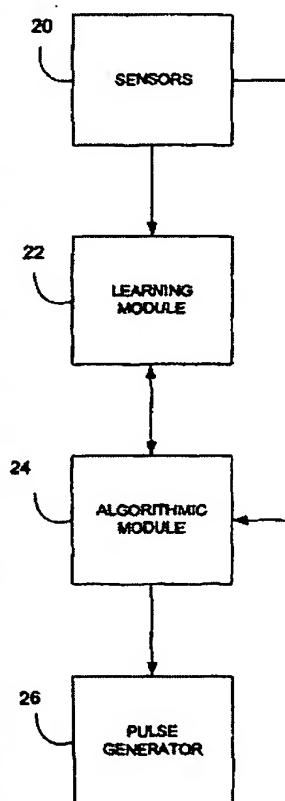 20
SENSORS
22
LEARNING
MODULE
24
ALGORITHMIC
MODULE
26
PULSE
GENERATOR